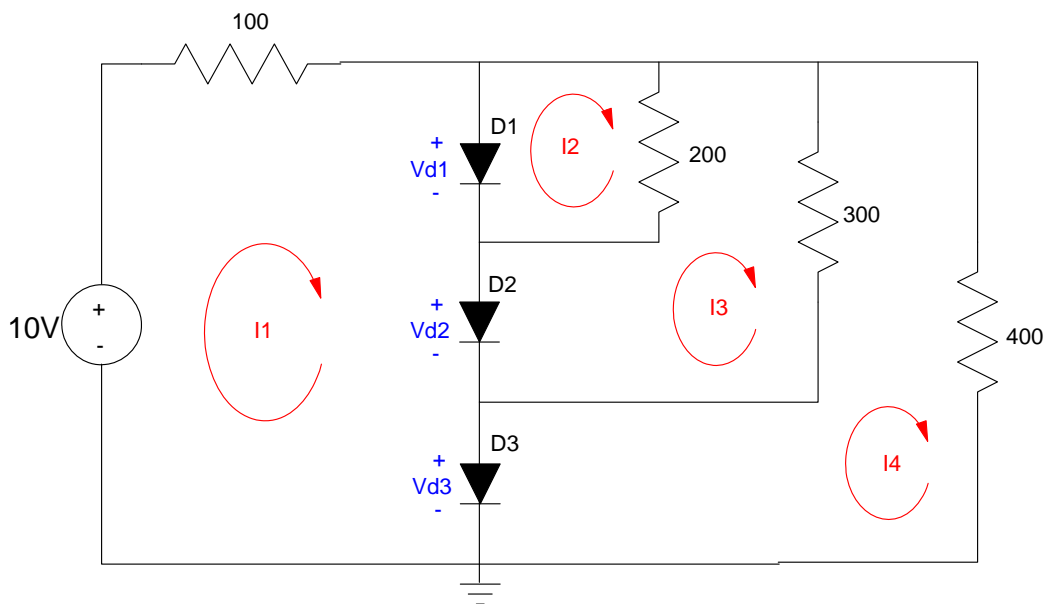 100
D1
+
Vd1
-
I2
200
300
D2
+
Vd2
-
I3
10V
+
-
I1
400
D3
+
Vd3
-
I4